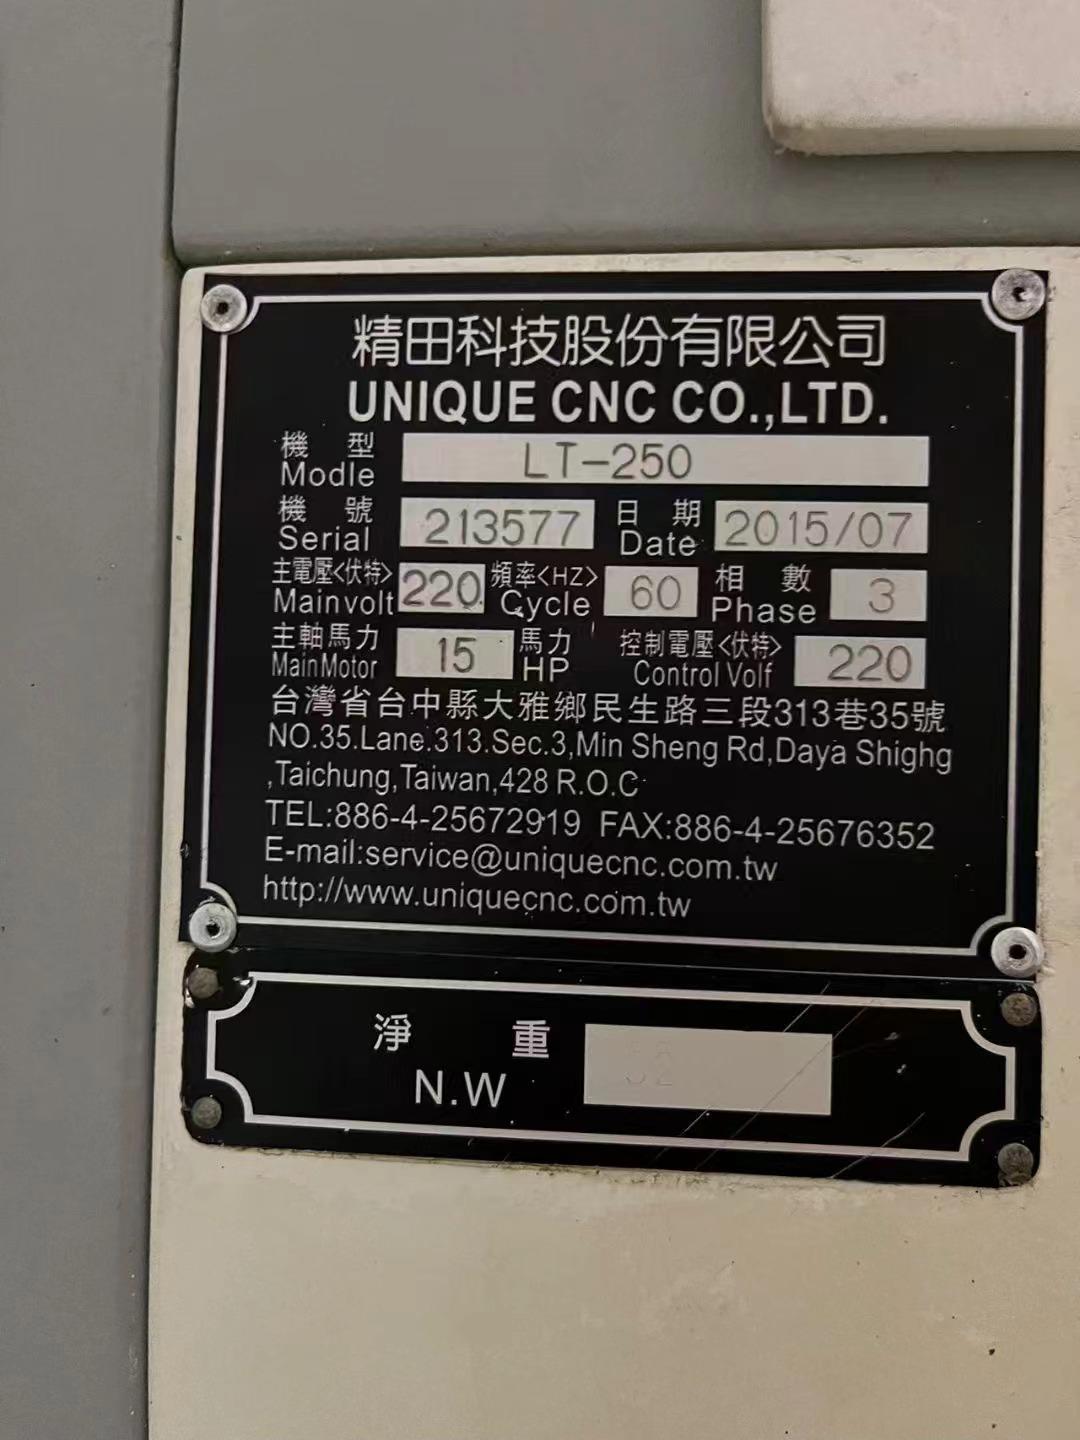 精田科技股份有限公司
UNIQUE CNC CO.,LTD.
機 型 LT-250
Modle
機 號 213577 日 期 2015/07
Serial Date
主電壓<伏特> 220 頻率<HZ> 60 相 數 3
Mainvolt Cycle Phase
主軸馬力 15 馬力 控制電壓<伏特> 220
MainMotor HP Control Volf
台灣省台中縣大雅鄉民生路三段313巷35號
NO.35.Lane.313.Sec.3,Min Sheng Rd,Daya Shighg
,Taichung,Taiwan,428 R.O.C
TEL:886-4-25672919 FAX:886-4-25676352
E-mail:service@uniquecnc.com.tw
http://www.uniquecnc.com.tw
淨 重
N.W